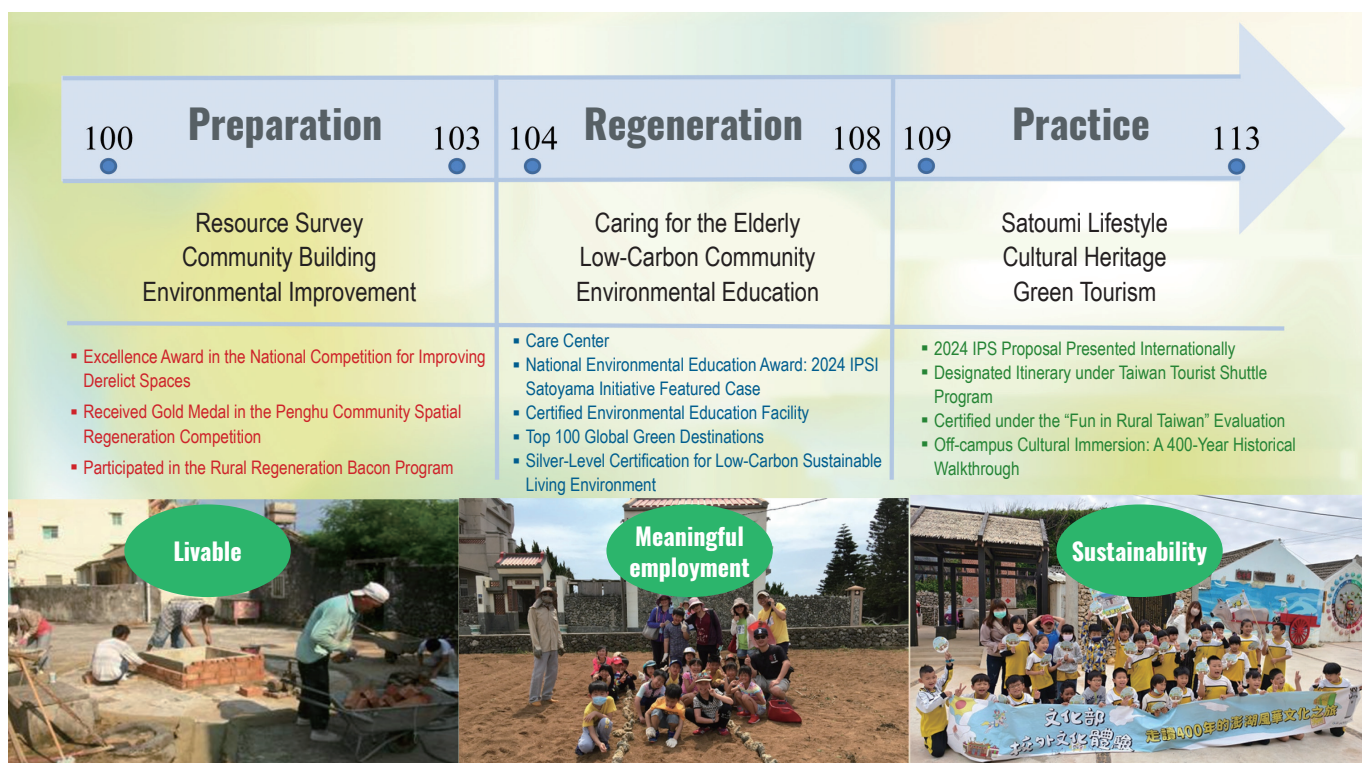 100
Preparation
103
104
Regeneration
108
109
Practice
113
Resource Survey
Community Building
Environmental Improvement
Caring for the Elderly
Low-Carbon Community
Environmental Education
Satoumi Lifestyle
Cultural Heritage
Green Tourism
▪ Excellence Award in the National Competition for Improving
Derelict Spaces
▪ Received Gold Medal in the Penghu Community Spatial
Regeneration Competition
▪ Participated in the Rural Regeneration Bacon Program
▪ Care Center
▪ National Environmental Education Award: 2024 IPSI
Satoyama Initiative Featured Case
▪ Certified Environmental Education Facility
▪ Top 100 Global Green Destinations
▪ Silver-Level Certification for Low-Carbon Sustainable
Living Environment
▪ 2024 IPS Proposal Presented Internationally
▪ Designated Itinerary under Taiwan Tourist Shuttle
Program
▪ Certified under the “Fun in Rural Taiwan” Evaluation
▪ Off-campus Cultural Immersion: A 400-Year Historical
Walkthrough
Livable
Meaningful
employment
Sustainability
文化部
校外文化體驗
走讀400年的澎湖風華文化之旅